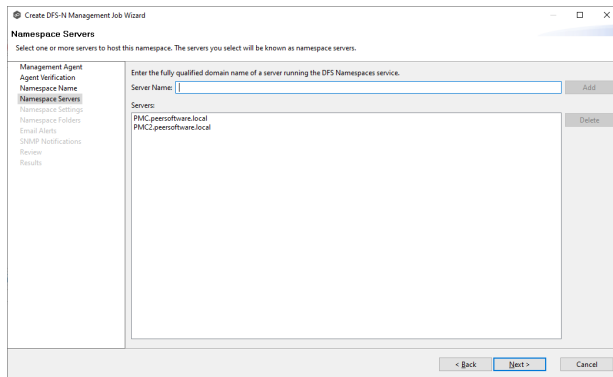 Create DFS-N Management Job Wizard
Namespace Servers
Select one or more servers to host this namespace. The servers you select will be known as namespace servers.
Management Agent
Agent Verification
Namespace Name
Namespace Servers
Namespace Settings
Namespace Folders
Email Alerts
SNMP Notifications
Review
Results
Enter the fully qualified domain name of a server running the DFS Namespaces service.
Server Name:
Add
Servers:
PMC.peersoftware.local
PMC2.peersoftware.local
Delete
< Back
Next >
Cancel